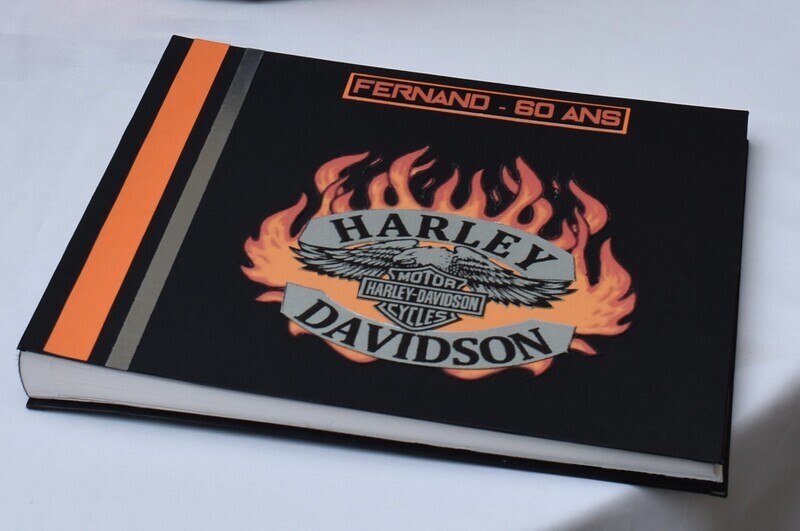 FERNAND - 60 ANS
HARLEY
MOTOR
HARLEY-DAVIDSON
CYCLES
DAVIDSON